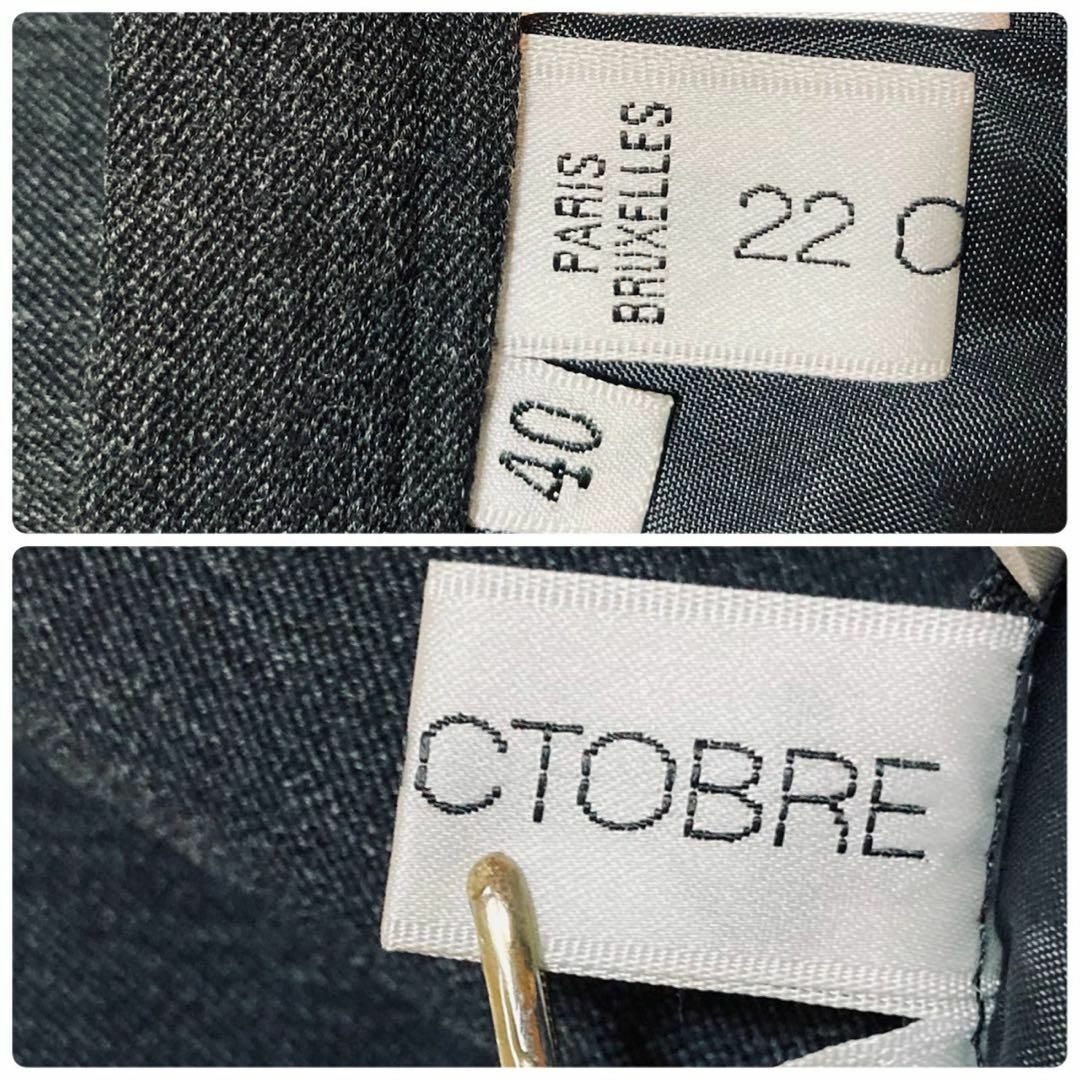 PARIS
BRUXELLES
22 O
40
CTOBRE